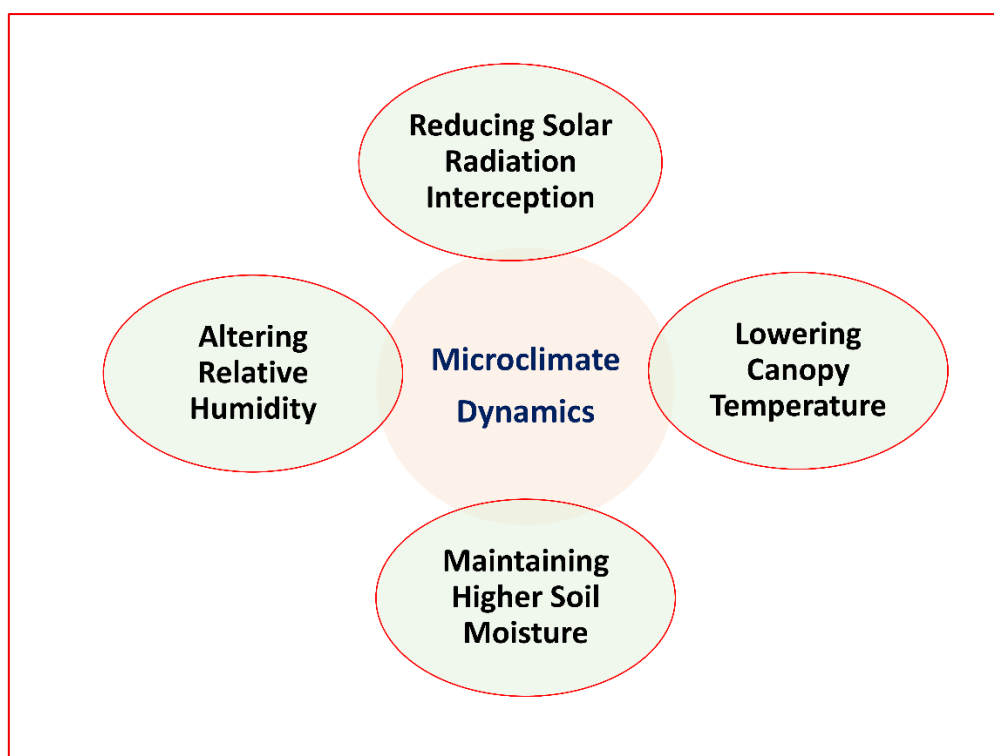 Reducing Solar
Radiation
Interception
Altering
Relative
Humidity
Microclimate
Dynamics
Lowering
Canopy
Temperature
Maintaining
Higher Soil
Moisture